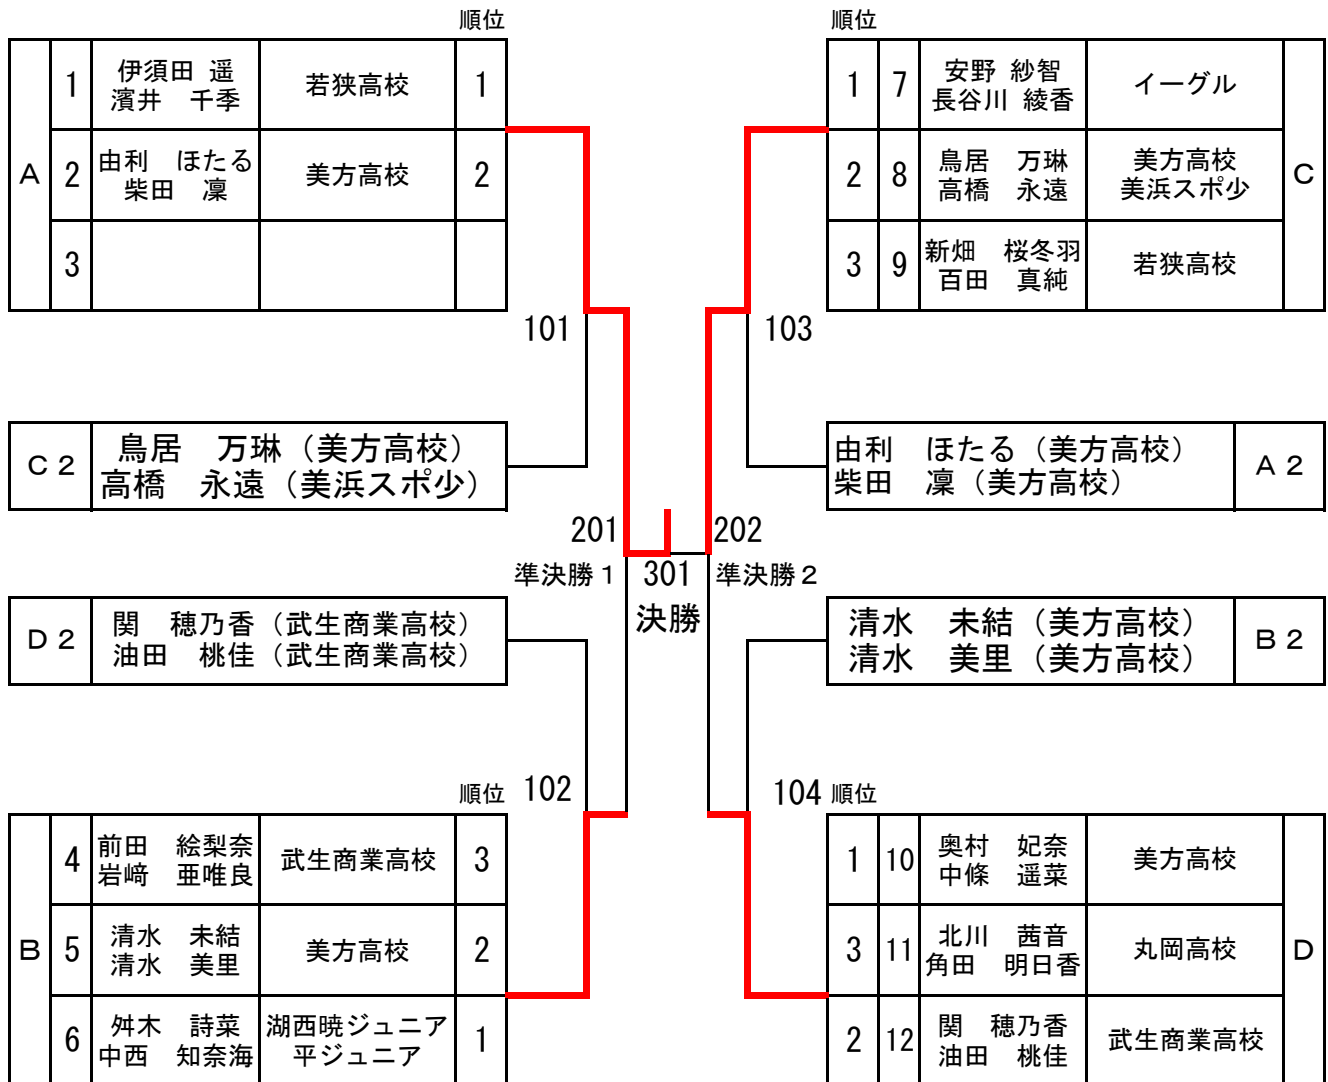 順位
順位
A
1 伊須田 遥 若狭高校 1
濱井 千季
2 由利 ほたる 美方高校 2
柴田 凜
3
1 7 安野 紗智 イーグル
長谷川 綾香
2 8 鳥居 万琳 美方高校
高橋 永遠 美浜スポ少
3 9 新畑 桜冬羽 若狭高校
百田 真純
C
101
103
C2 鳥居 万琳(美方高校)
高橋 永遠(美浜スポ少)
由利 ほたる(美方高校) A2
柴田 凜(美方高校)
201
202
準決勝1 301 準決勝2
決勝
D2 関 穂乃香(武生商業高校)
油田 桃佳(武生商業高校)
清水 未結(美方高校) B2
清水 美里(美方高校)
順位 102
104 順位
B
4 前田 絵梨奈 武生商業高校 3
岩﨑 亜唯良
5 清水 未結 美方高校 2
清水 美里
6 舛木 詩菜 湖西暁ジュニア 1
中西 知奈海 平ジュニア
1 10 奥村 妃奈 美方高校
中條 遥菜
3 11 北川 茜音 丸岡高校
角田 明日香
2 12 関 穂乃香 武生商業高校
油田 桃佳
D